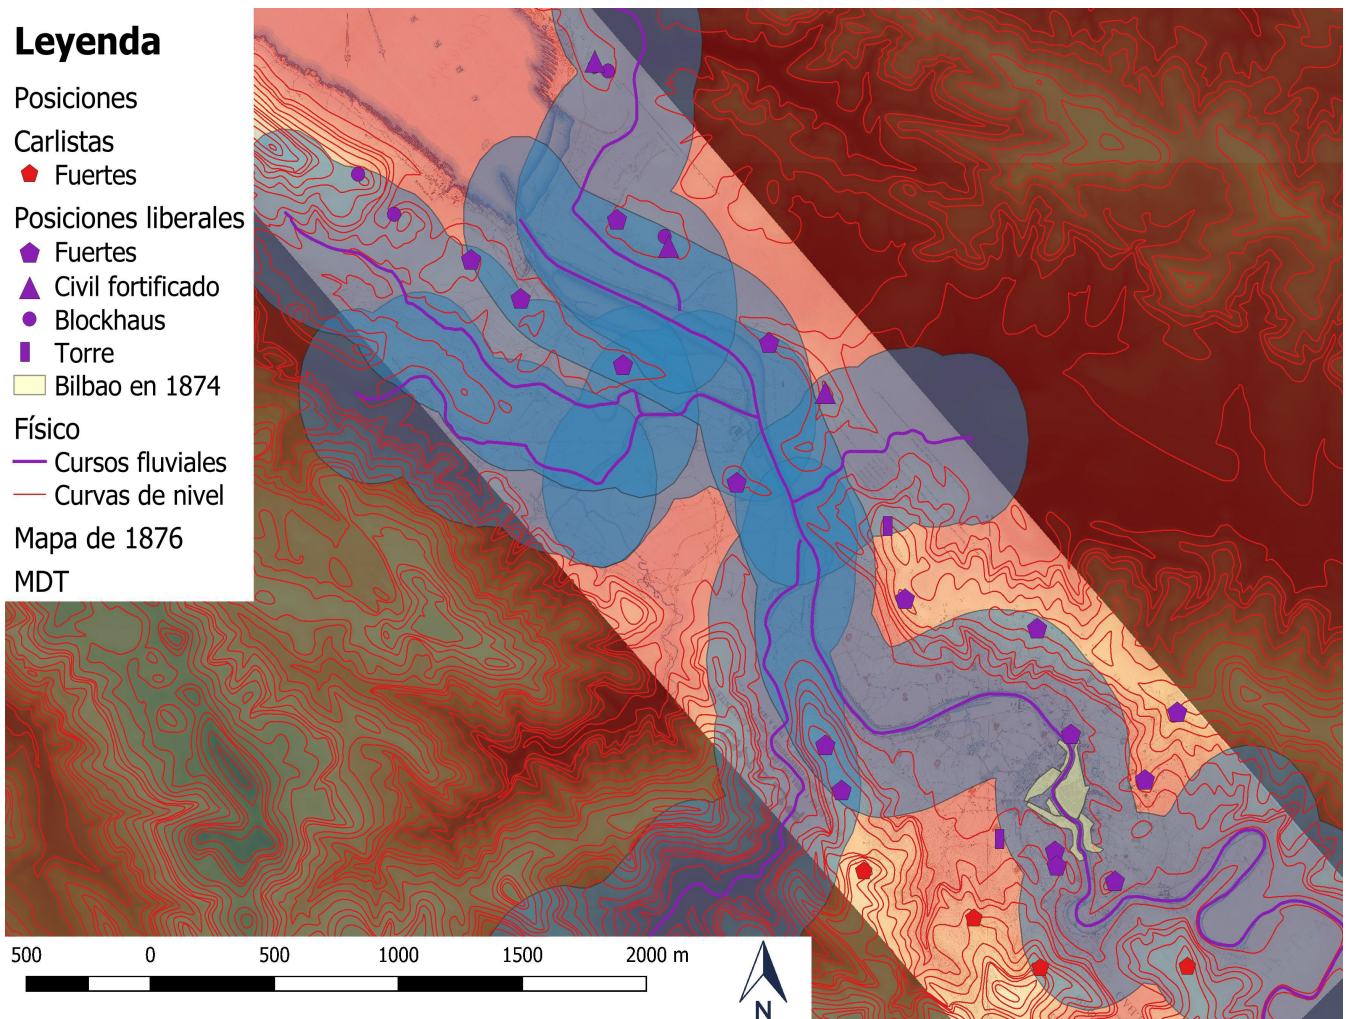 Leyenda
Posiciones
Carlistas
Fuertes
Posiciones liberales
Fuertes
Civil fortificado
Blockhaus
Torre
Bilbao en 1874
Físico
Cursos fluviales
Curvas de nivel
Mapa de 1876
MDT
500 0 500 1000 1500 2000 m
N